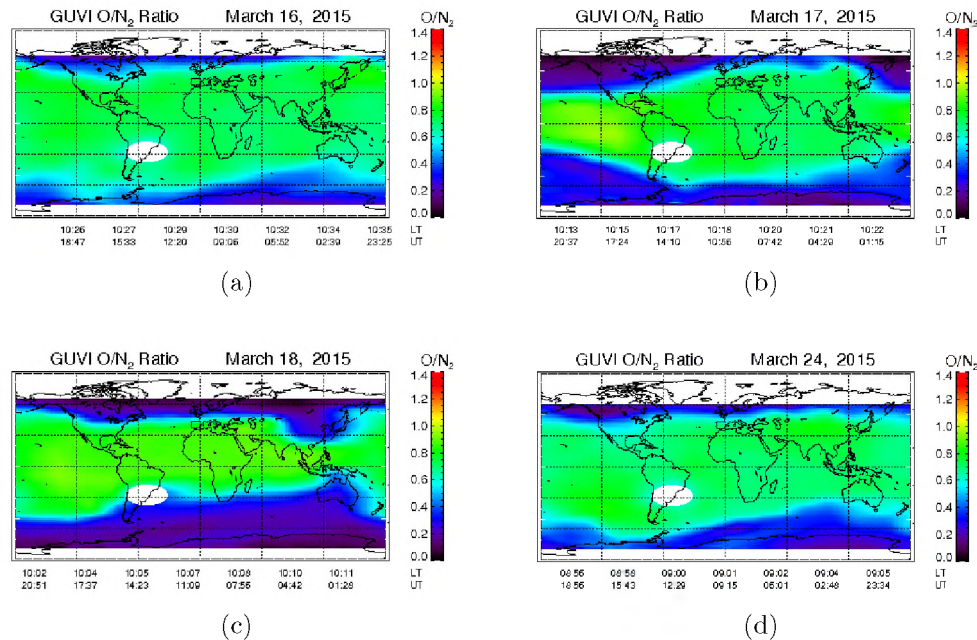 GUVI O/N₂ Ratio March 16, 2015 O/N₂
1.4
1.2
1.0
0.8
0.6
0.4
0.2
0.0
10:26 10:27 10:29 10:30 10:32 10:34 10:35 LT
18:47 15:33 12:20 09:06 05:52 02:39 23:25 UT
(a)
GUVI O/N₂ Ratio March 17, 2015 O/N₂
1.4
1.2
1.0
0.8
0.6
0.4
0.2
0.0
10:13 10:15 10:17 10:18 10:20 10:21 10:22 LT
20:37 17:24 14:10 10:56 07:42 04:29 01:15 UT
(b)
GUVI O/N₂ Ratio March 18, 2015 O/N₂
1.4
1.2
1.0
0.8
0.6
0.4
0.2
0.0
10:02 10:04 10:05 10:07 10:08 10:10 10:11 LT
20:51 17:37 14:23 11:09 07:56 04:42 01:28 UT
(c)
GUVI O/N₂ Ratio March 24, 2015 O/N₂
1.4
1.2
1.0
0.8
0.6
0.4
0.2
0.0
08:56 08:58 09:00 09:01 09:02 09:04 09:05 LT
18:56 15:43 12:29 09:15 02:48 23:34 UT
(d)